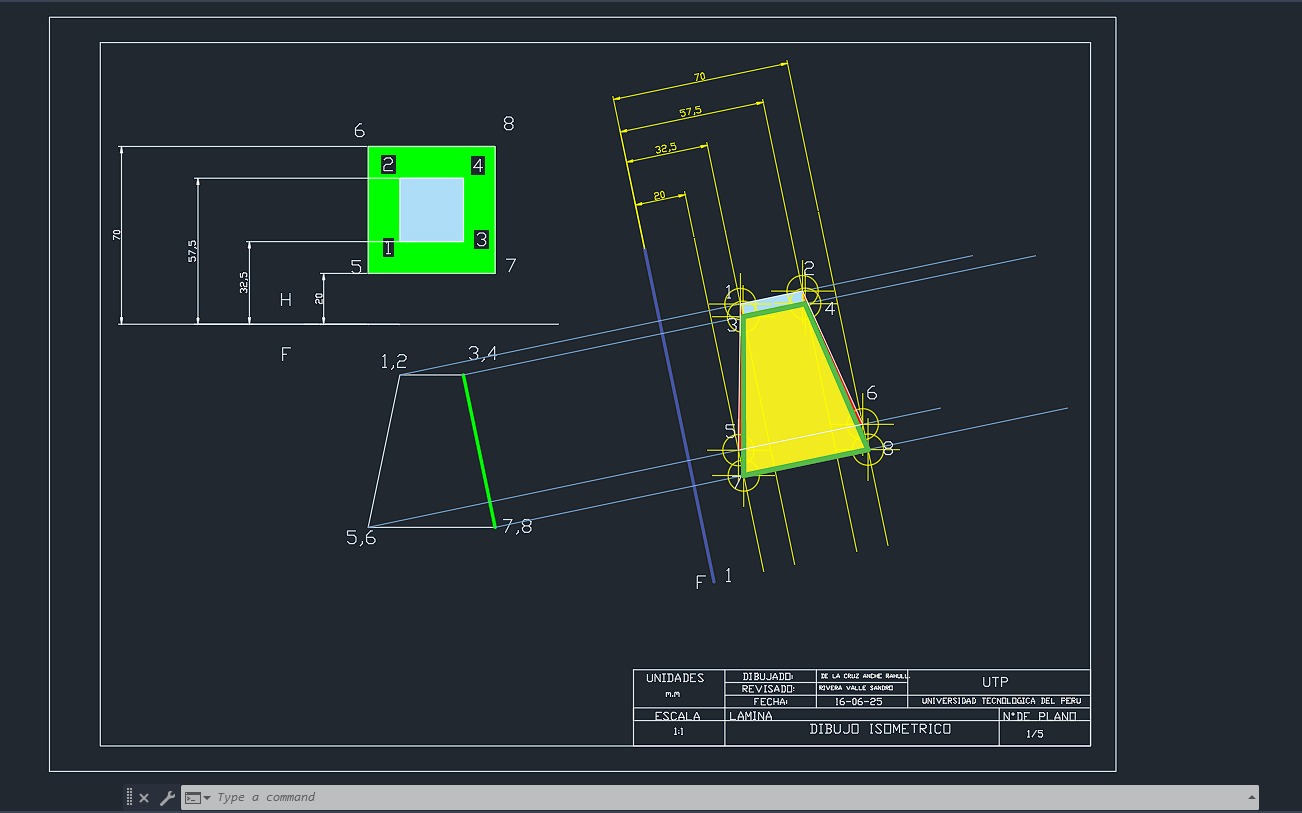 70
57,5
32,5
20
6
8
2
4
1
3
5
7
70
57,5
32,5
20
H
F
1,2
3,4
5,6
7,8
1
2
3
4
5
6
7
8
F
1
UNIDADES
m.m
ESCALA
1:1
DIBUJADO:
DE LA CRUZ ANCHE
REVISADO:
RIVERA VALLE SANDRO
FECHA:
16-06-25
UTP
UNIVERSIDAD TECNOLOGICA DEL PERU
LAMINA
DIBUJO ISOMETRICO
N°DE PLANO
1/5
Type a command